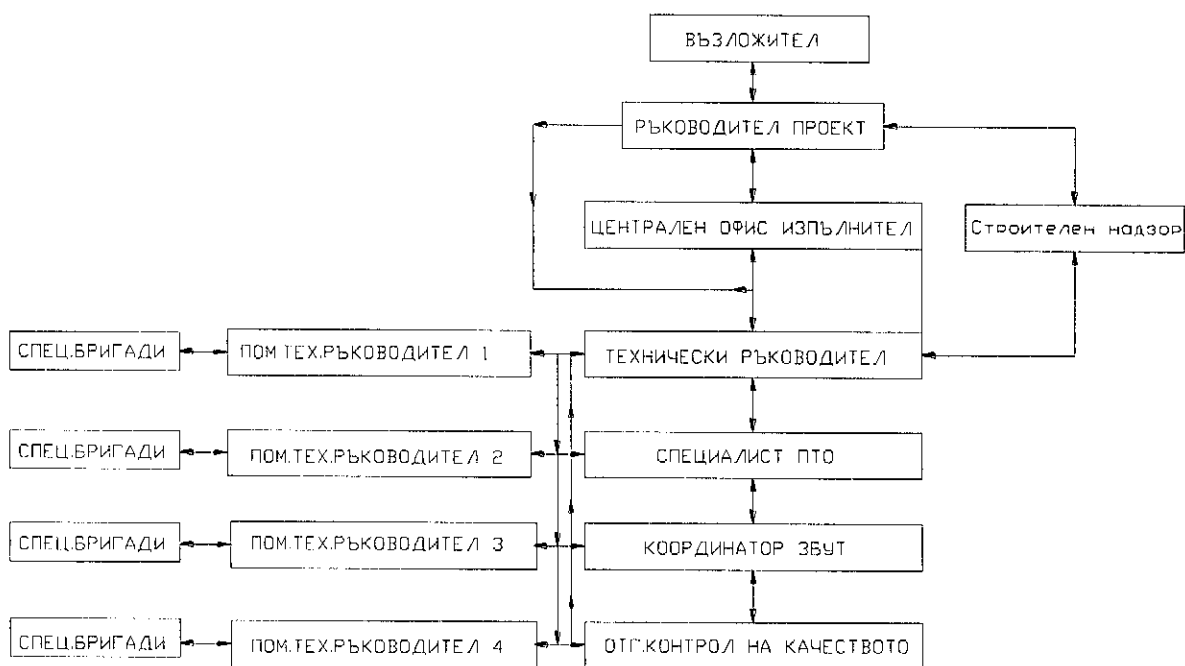 ВЪЗЛОЖИТЕЛ
РЪКОВОДИТЕЛ ПРОЕКТ
ЦЕНТРАЛЕН ОФИС ИЗПЪЛНИТЕЛ
Строителен надзор
СПЕЦ.БРИГАДИ
ПОМ.ТЕХ.РЪКОВОДИТЕЛ 1
ТЕХНИЧЕСКИ РЪКОВОДИТЕЛ
СПЕЦ.БРИГАДИ
ПОМ.ТЕХ.РЪКОВОДИТЕЛ 2
СПЕЦИАЛИСТ ПТО
СПЕЦ.БРИГАДИ
ПОМ.ТЕХ.РЪКОВОДИТЕЛ 3
КООРДИНАТОР ЗБУТ
СПЕЦ.БРИГАДИ
ПОМ.ТЕХ.РЪКОВОДИТЕЛ 4
ОТГ.КОНТРОЛ НА КАЧЕСТВОТО